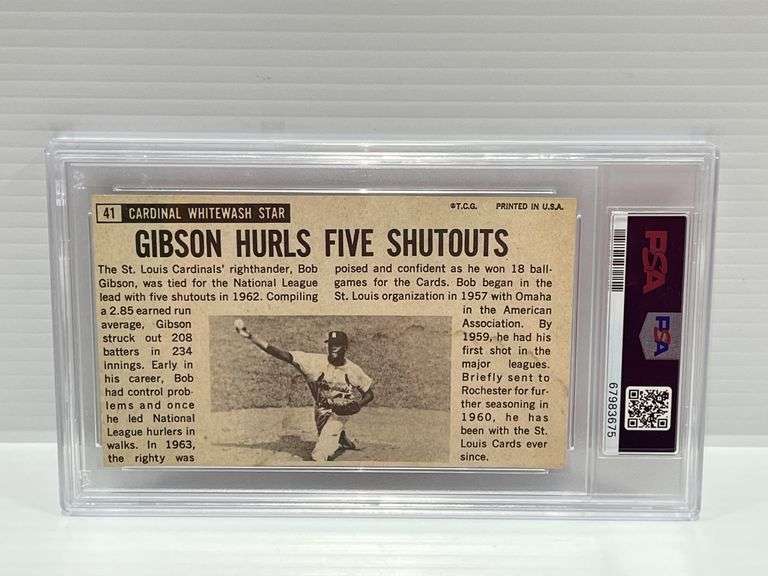 41 CARDINAL WHITEWASH STAR
©T.C.G. PRINTED IN U.S.A.
GIBSON HURLS FIVE SHUTOUTS
The St. Louis Cardinals' righthander, Bob
Gibson, was tied for the National League
lead with five shutouts in 1962. Compiling
a 2.85 earned run
average, Gibson
struck out 208
batters in 234
innings. Early in
his career, Bob
had control prob-
lems and once
he led National
League hurlers in
walks. In 1963,
the righty was
poised and confident as he won 18 ball-
games for the Cards. Bob began in the
St. Louis organization in 1957 with Omaha
in the American
Association. By
1959, he had his
first shot in the
major leagues.
Briefly sent to
Rochester for fur-
ther seasoning in
1960, he has
been with the St.
Louis Cards ever
since.
PSA
PSA
67983675
PSA